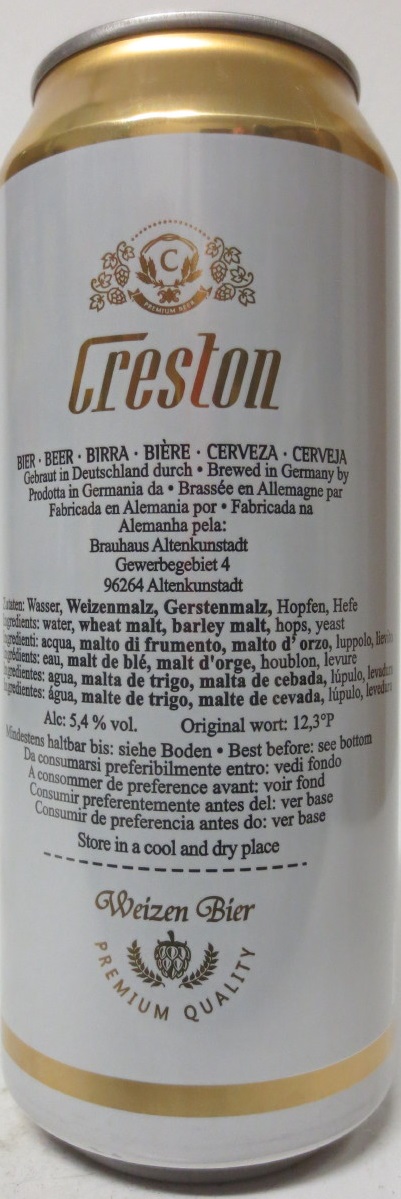 C
PREMIUM BEER
Creston
BIER · BEER · BIRRA · BIÈRE · CERVEZA · CERVEJA
Gebraut in Deutschland durch • Brewed in Germany by
Prodotta in Germania da • Brassée en Allemagne par
Fabricada en Alemania por • Fabricada na
Alemanha pela:
Brauhaus Altenkunstadt
Gewerbegebiet 4
96264 Altenkunstadt
Wasser, Weizenmalz, Gerstenmalz, Hopfen, Hefe
water, wheat malt, barley malt, hops, yeast
acqua, malto di frumento, malto d'orzo, luppolo,
eau, malt de blé, malt d'orge, houblon, levure
agua, malta de trigo, malta de cebada, lúpulo,
água, malte de trigo, malte de cevada, lúpulo,
Alc: 5,4 % vol. Original wort: 12,3°P
Mindestens haltbar bis: siehe Boden • Best before: see bottom
Da consumarsi preferibilmente entro: vedi fondo
A consommer de preference avant: voir fond
Consumir preferentemente antes del: ver base
Consumir de preferencia antes do: ver base
Store in a cool and dry place
Weizen Bier
PREMIUM QUALITY